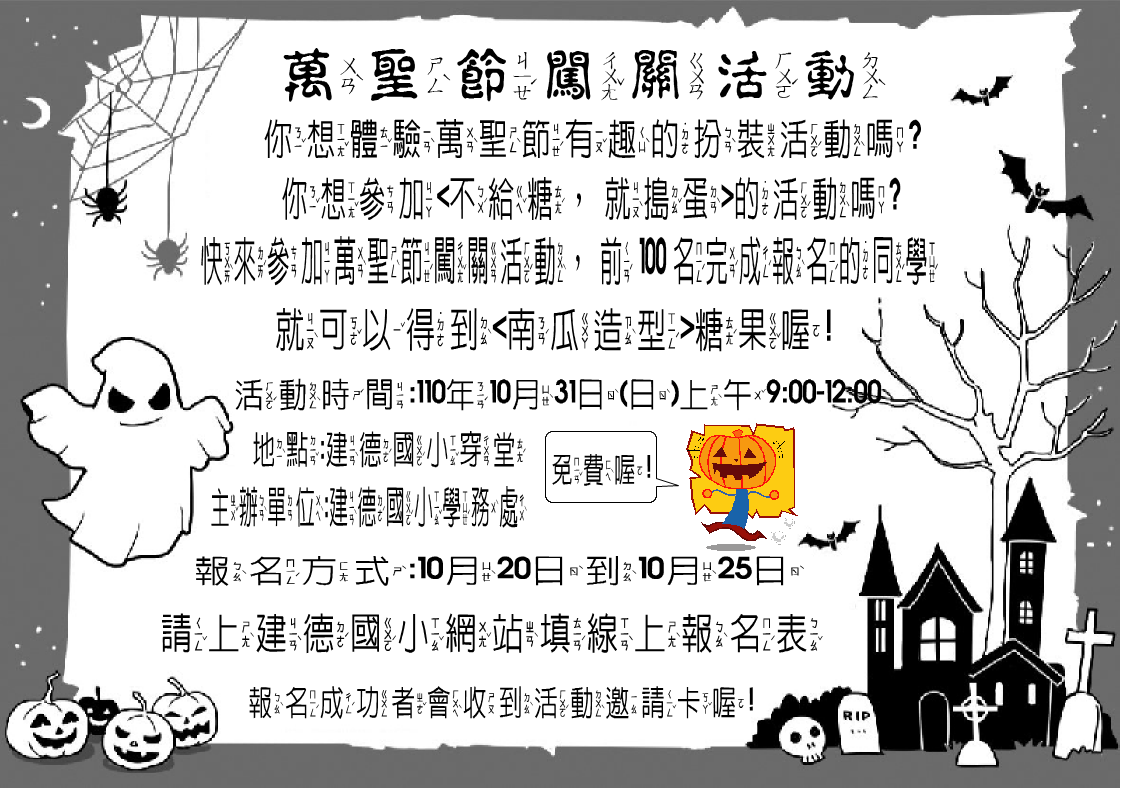 萬聖節闖關活動
你想體驗萬聖節有趣的扮裝活動嗎?
你想參加<不給糖，就搗蛋>的活動嗎?
快來參加萬聖節闖關活動，前100名完成報名的同學
就可以得到<南瓜造型>糖果喔!
活動時間:110年10月31日(日)上午9:00-12:00
地點:建德國小穿堂
免費喔!
主辦單位:建德國小學務處
報名方式:10月20日到10月25日
請上建德國小網站填線上報名表
報名成功者會收到活動邀請卡喔!
RIP